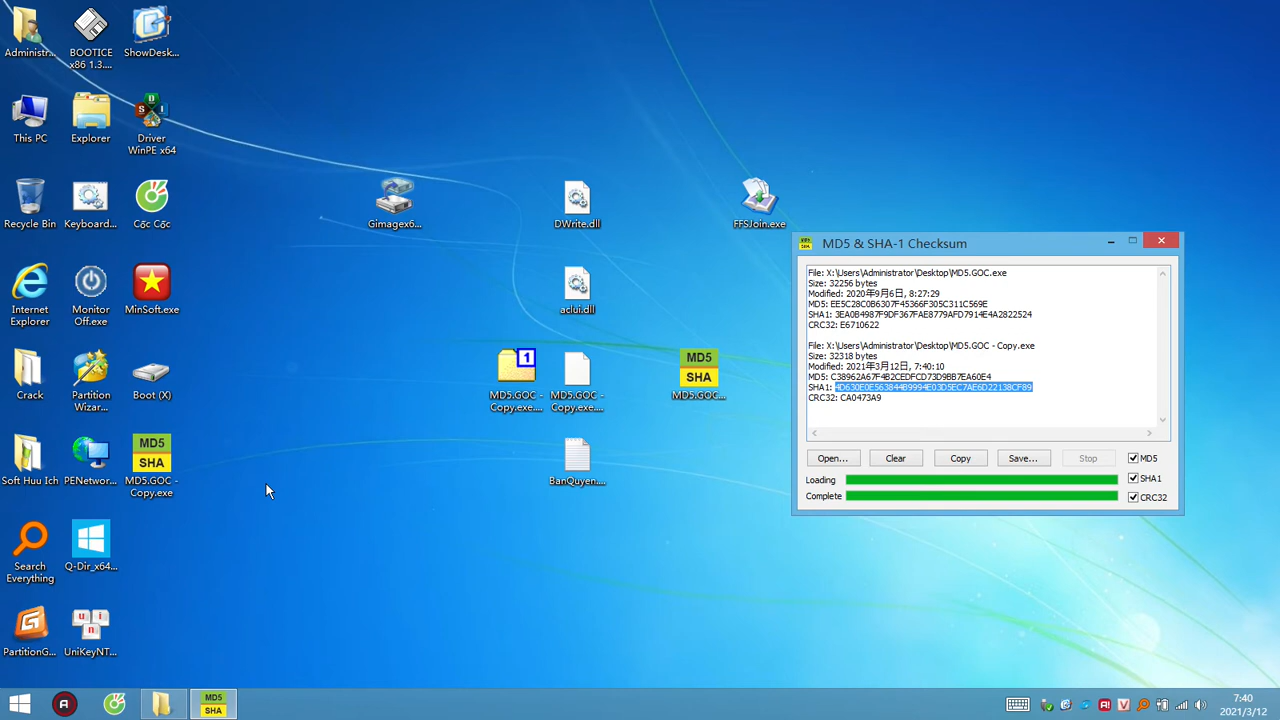 Administr...
BOOTICE
x86 1.3....
ShowDesk...
This PC
Explorer
Driver
WinPE x64
Recycle Bin
Keyboard...
Cốc Cốc
Gimagex6...
DWrite.dll
FFSJoin.exe
Internet
Explorer
Monitor
Off.exe
MinSoft.exe
aclui.dll
Crack
Partition
Wizar...
Boot (X)
1
MD5.GOC -
Copy.exe....
MD5.GOC -
Copy.exe....
MD5
SHA
MD5.GOC...
Soft Huu Ich
PENetwor...
MD5
SHA
MD5.GOC -
Copy.exe
BanQuyen....
Search
Everything
Q-Dir_x64...
PartitionG...
UniKeyNT...
MD5 & SHA-1 Checksum
File: X:\Users\Administrator\Desktop\MD5.GOC.exe
Size: 32256 bytes
Modified: 2020年9月6日, 8:27:29
MD5: EE5C28C0B6307F45366F305C311C569E
SHA1: 3EA0B4987F9DF367FAE8779AFD7914E4A2822524
CRC32: E6710622
File: X:\Users\Administrator\Desktop\MD5.GOC - Copy.exe
Size: 32318 bytes
Modified: 2021年3月12日, 7:40:10
MD5: C38962A67F4B2CEDFCD73D9BB7EA60E4
SHA1: 4D630E0E563844B9994E03D5EC7AE6D22138CF89
CRC32: CA0473A9
Open...
Clear
Copy
Save...
Stop
MD5
Loading
SHA1
Complete
CRC32
MD5
SHA
7:40
2021/3/12